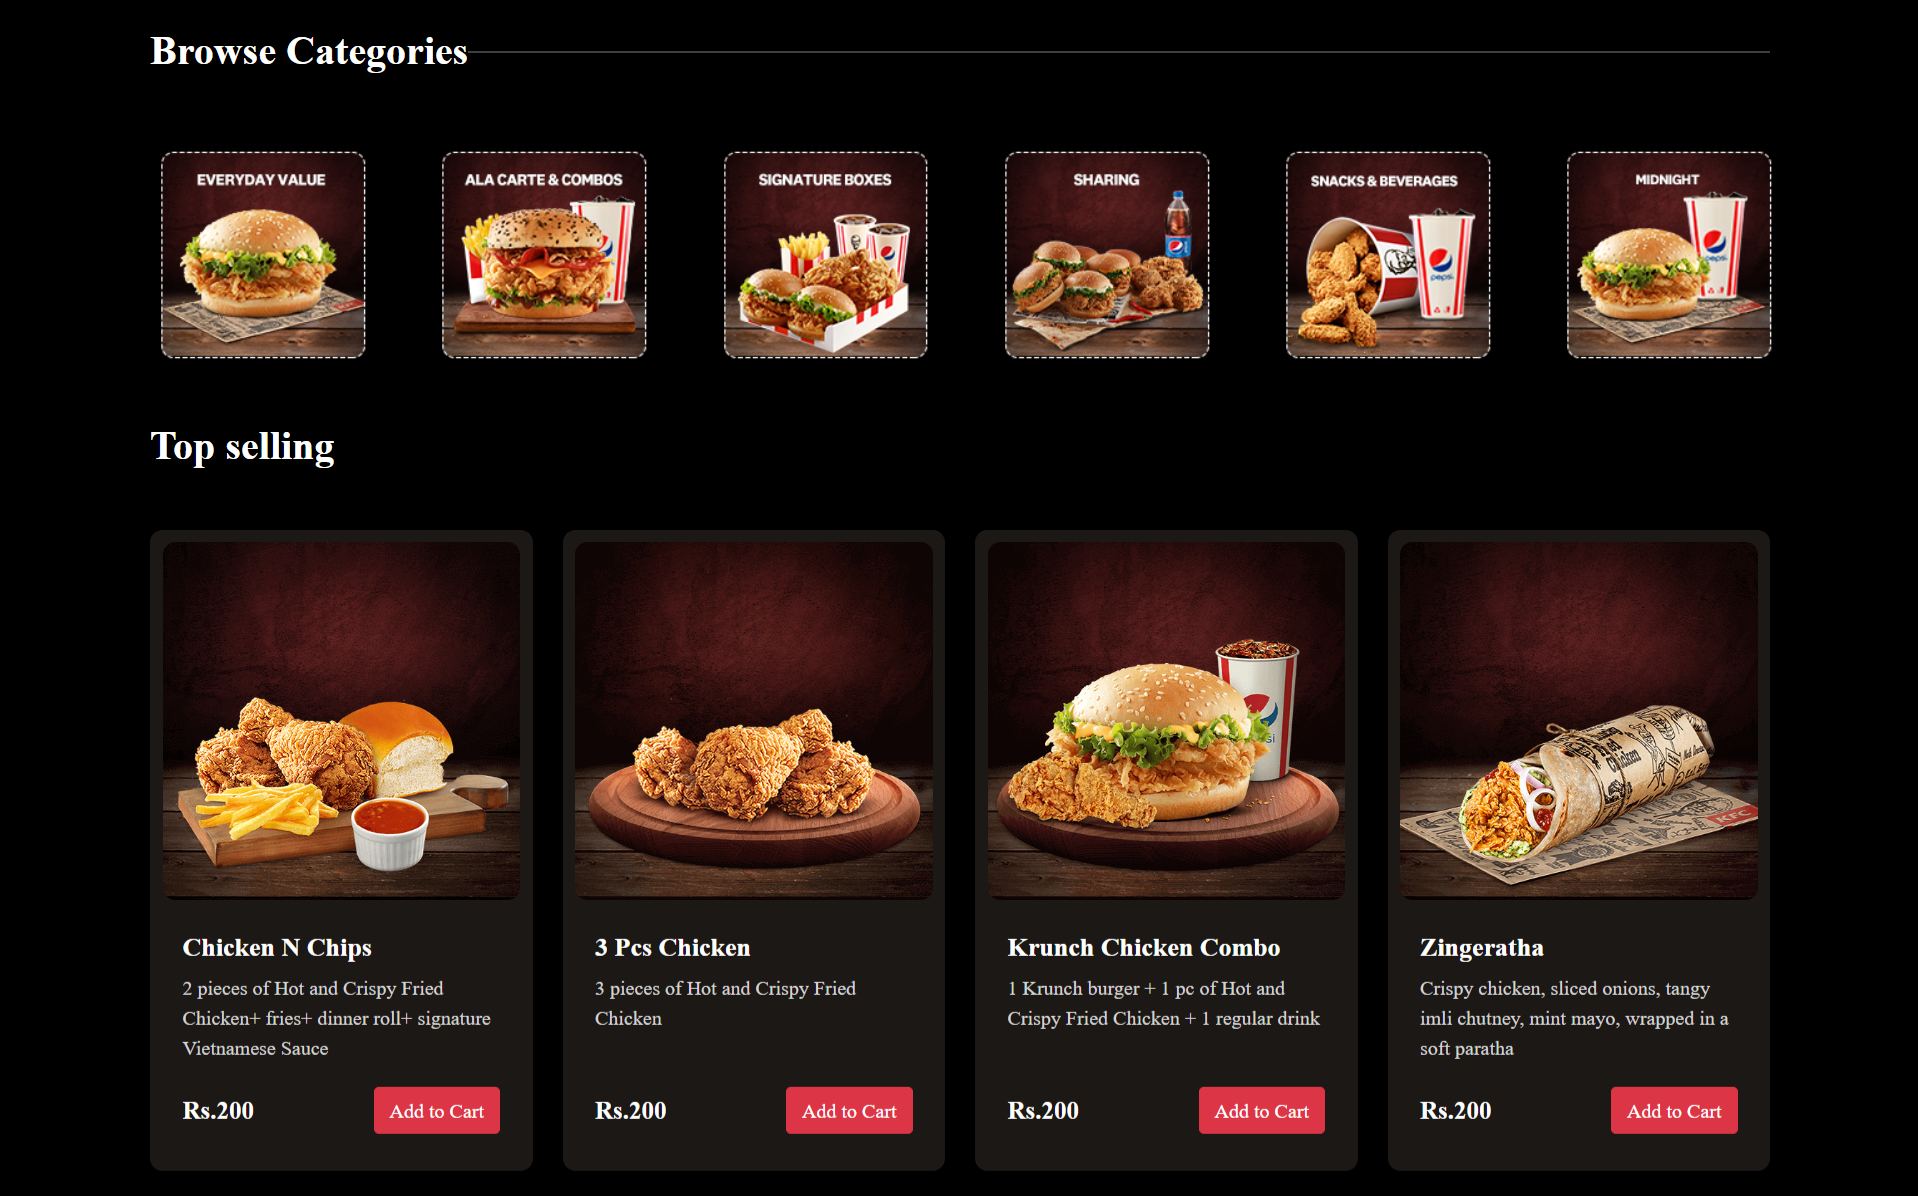 Browse Categories
EVERYDAY VALUE
ALA CARTE & COMBOS
SIGNATURE BOXES
SHARING
SNACKS & BEVERAGES
pepsi
MIDNIGHT
pepsi
Top selling
KFC
Chicken N Chips
2 pieces of Hot and Crispy Fried
Chicken+ fries+ dinner roll+ signature
Vietnamese Sauce
Rs.200
Add to Cart
3 Pcs Chicken
3 pieces of Hot and Crispy Fried
Chicken
Rs.200
Add to Cart
Krunch Chicken Combo
1 Krunch burger + 1 pc of Hot and
Crispy Fried Chicken + 1 regular drink
Rs.200
Add to Cart
Zingeratha
Crispy chicken, sliced onions, tangy
imli chutney, mint mayo, wrapped in a
soft paratha
Rs.200
Add to Cart